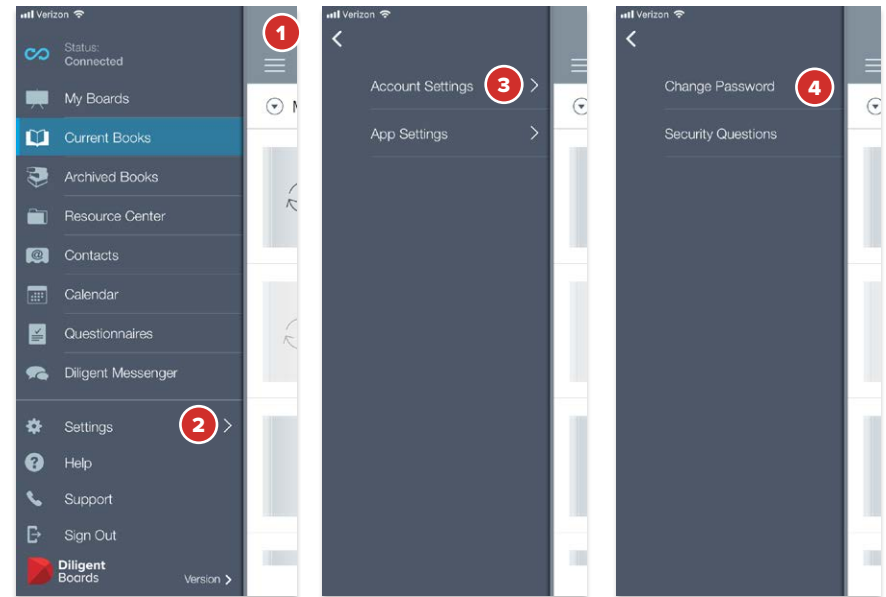 Verizon
Status:
Connected
My Boards
Current Books
Archived Books
Resource Center
Contacts
Calendar
Questionnaires
Diligent Messenger
Settings
2
Help
Support
Sign Out
Diligent
Boards
Version
1
M
Verizon
Account Settings
3
App Settings
Verizon
Change Password
4
Security Questions